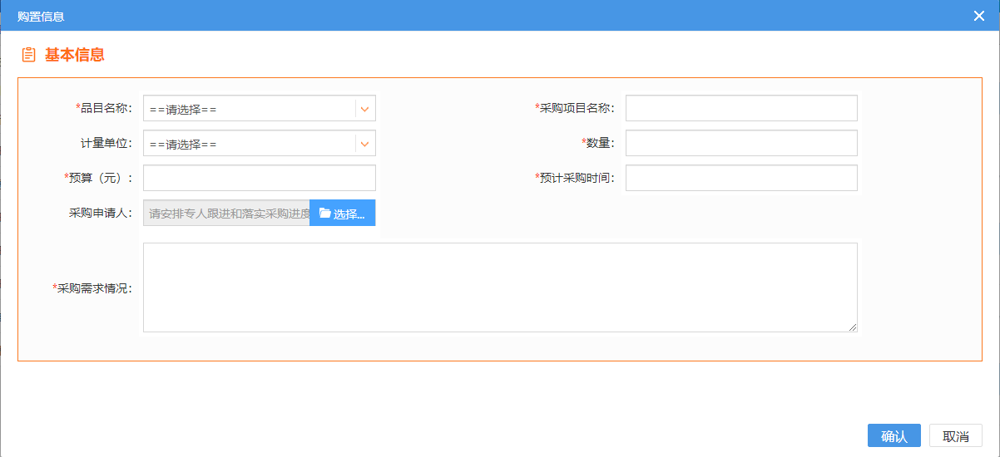 购置信息
基本信息
*品目名称： ==请选择== *采购项目名称：
计量单位： ==请选择== *数量：
*预算（元）： *预计采购时间：
采购申请人： 请安排专人跟进和落实采购进度 选择...
*采购需求情况：
确认 取消